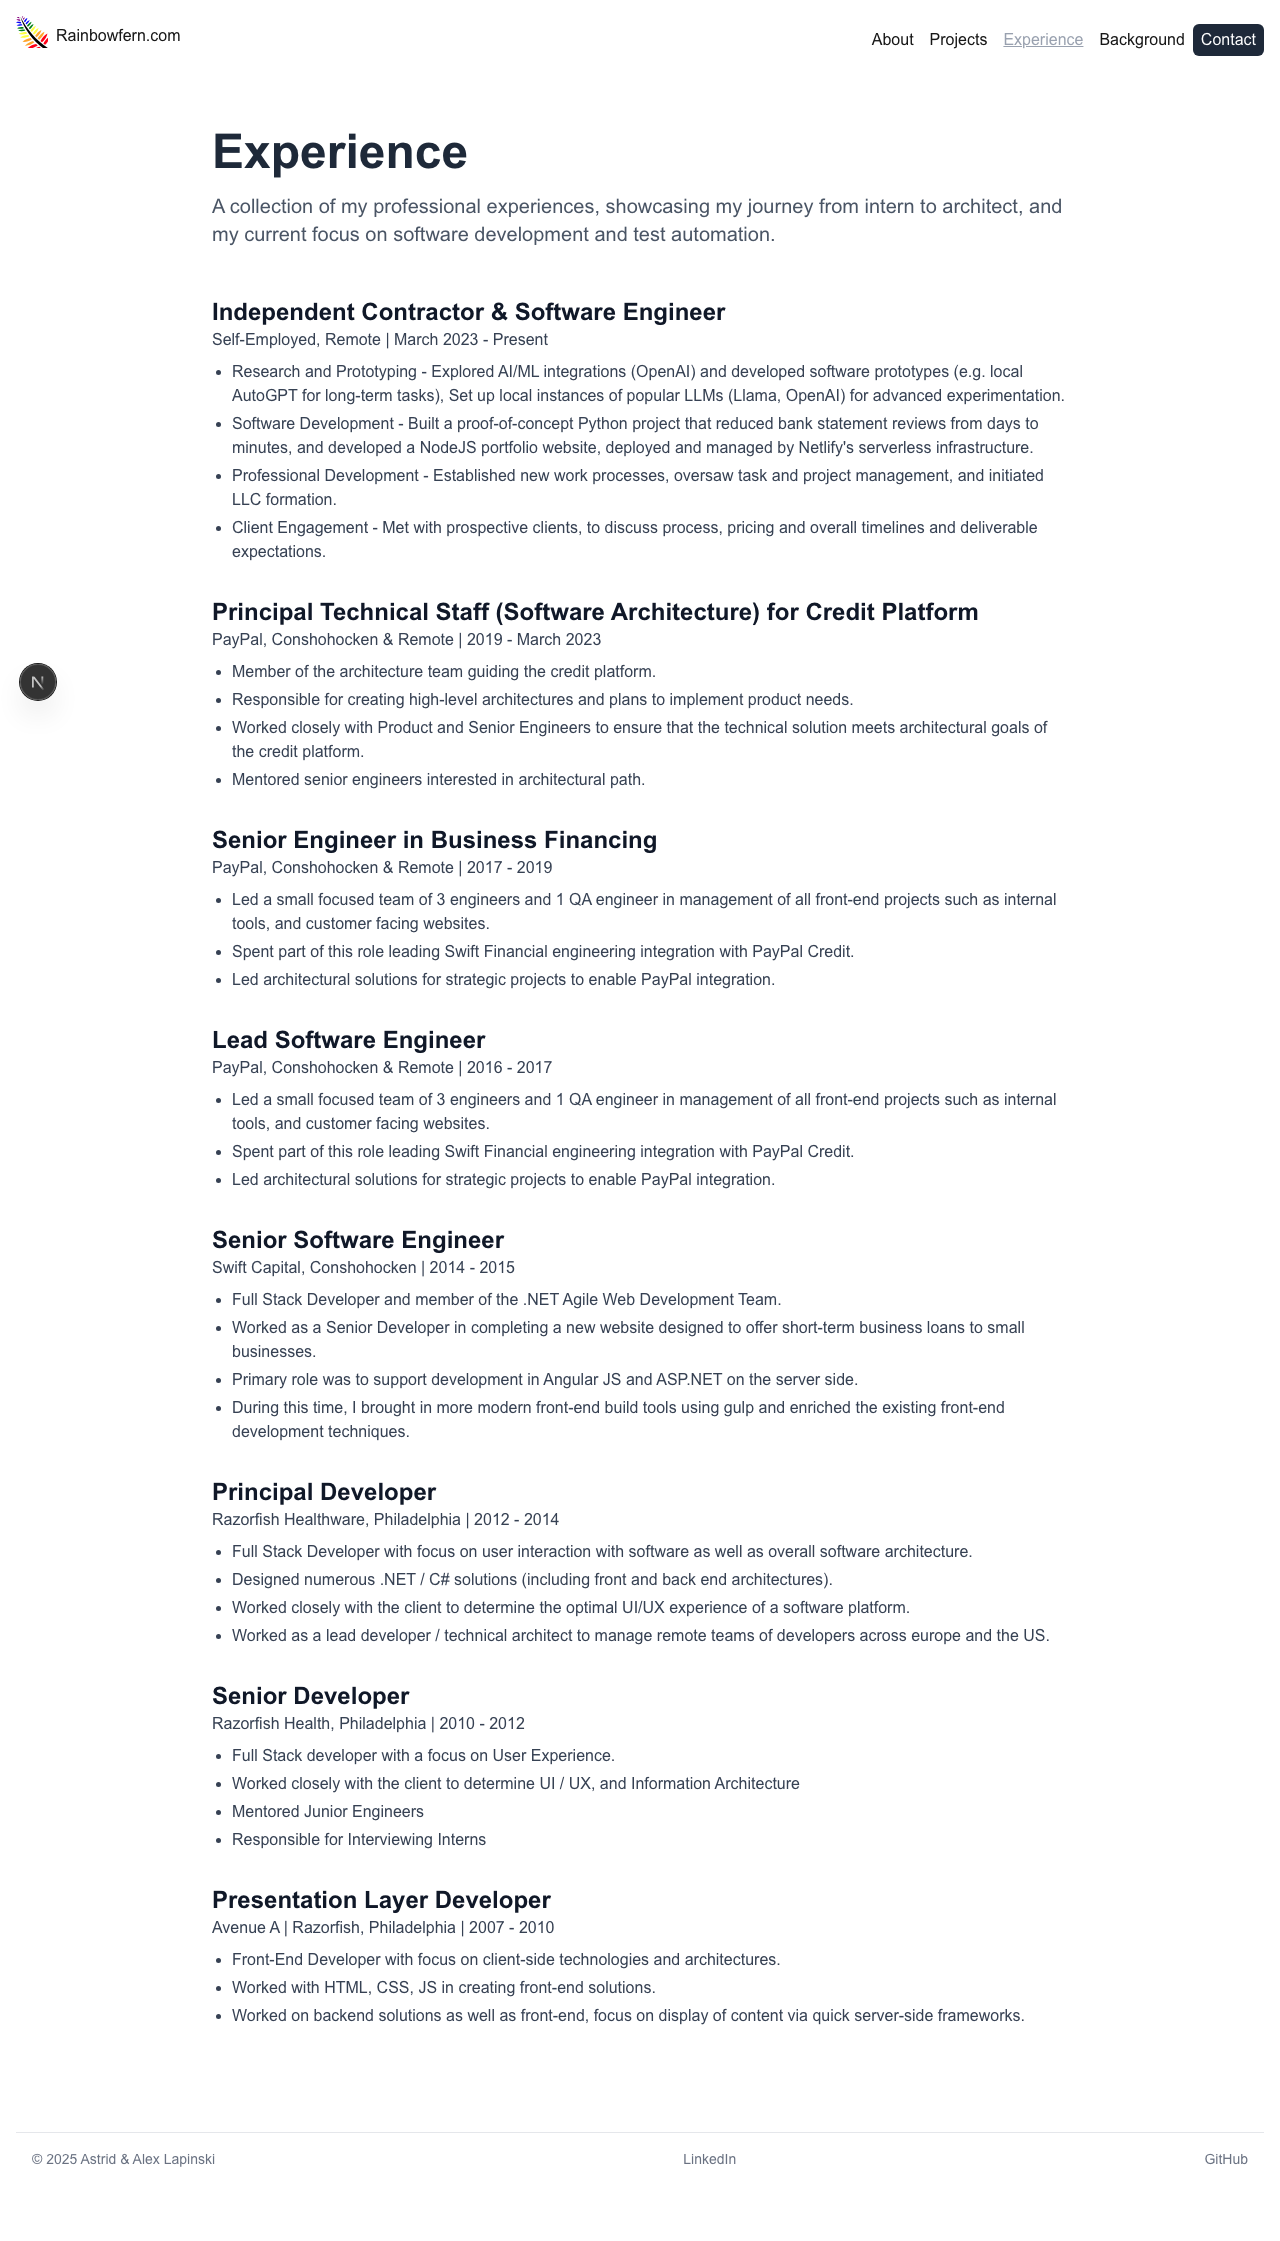 Rainbowfern.com
About Projects Experience Background Contact
Experience
A collection of my professional experiences, showcasing my journey from intern to architect, and
my current focus on software development and test automation.
Independent Contractor & Software Engineer
Self-Employed, Remote | March 2023 - Present
• Research and Prototyping - Explored AI/ML integrations (OpenAI) and developed software prototypes (e.g. local
AutoGPT for long-term tasks), Set up local instances of popular LLMs (Llama, OpenAI) for advanced experimentation.
• Software Development - Built a proof-of-concept Python project that reduced bank statement reviews from days to
minutes, and developed a NodeJS portfolio website, deployed and managed by Netlify's serverless infrastructure.
• Professional Development - Established new work processes, oversaw task and project management, and initiated
LLC formation.
• Client Engagement - Met with prospective clients, to discuss process, pricing and overall timelines and deliverable
expectations.
Principal Technical Staff (Software Architecture) for Credit Platform
PayPal, Conshohocken & Remote | 2019 - March 2023
• Member of the architecture team guiding the credit platform.
N
• Responsible for creating high-level architectures and plans to implement product needs.
• Worked closely with Product and Senior Engineers to ensure that the technical solution meets architectural goals of
the credit platform.
• Mentored senior engineers interested in architectural path.
Senior Engineer in Business Financing
PayPal, Conshohocken & Remote | 2017 - 2019
• Led a small focused team of 3 engineers and 1 QA engineer in management of all front-end projects such as internal
tools, and customer facing websites.
• Spent part of this role leading Swift Financial engineering integration with PayPal Credit.
• Led architectural solutions for strategic projects to enable PayPal integration.
Lead Software Engineer
PayPal, Conshohocken & Remote | 2016 - 2017
• Led a small focused team of 3 engineers and 1 QA engineer in management of all front-end projects such as internal
tools, and customer facing websites.
• Spent part of this role leading Swift Financial engineering integration with PayPal Credit.
• Led architectural solutions for strategic projects to enable PayPal integration.
Senior Software Engineer
Swift Capital, Conshohocken | 2014 - 2015
• Full Stack Developer and member of the .NET Agile Web Development Team.
• Worked as a Senior Developer in completing a new website designed to offer short-term business loans to small
businesses.
• Primary role was to support development in Angular JS and ASP.NET on the server side.
• During this time, I brought in more modern front-end build tools using gulp and enriched the existing front-end
development techniques.
Principal Developer
Razorfish Healthware, Philadelphia | 2012 - 2014
• Full Stack Developer with focus on user interaction with software as well as overall software architecture.
• Designed numerous .NET / C# solutions (including front and back end architectures).
• Worked closely with the client to determine the optimal UI/UX experience of a software platform.
• Worked as a lead developer / technical architect to manage remote teams of developers across europe and the US.
Senior Developer
Razorfish Health, Philadelphia | 2010 - 2012
• Full Stack developer with a focus on User Experience.
• Worked closely with the client to determine UI / UX, and Information Architecture
• Mentored Junior Engineers
• Responsible for Interviewing Interns
Presentation Layer Developer
Avenue A | Razorfish, Philadelphia | 2007 - 2010
• Front-End Developer with focus on client-side technologies and architectures.
• Worked with HTML, CSS, JS in creating front-end solutions.
• Worked on backend solutions as well as front-end, focus on display of content via quick server-side frameworks.
© 2025 Astrid & Alex Lapinski LinkedIn GitHub